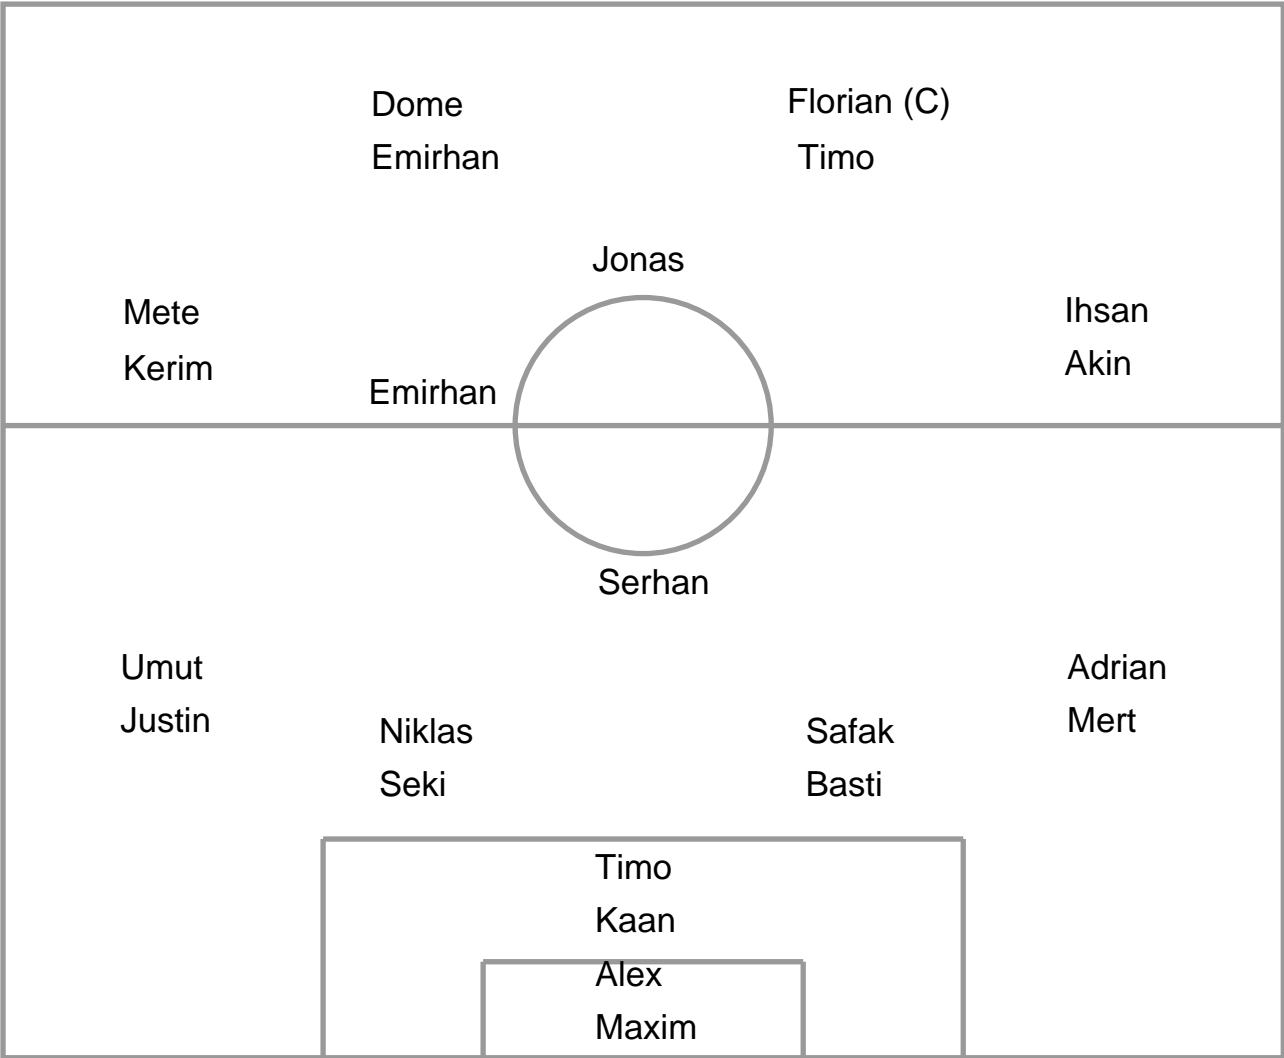 Dome
Emirhan
Florian (C)
Timo
Jonas
Mete
Kerim
Emirhan
Ihsan
Akin
Serhan
Umut
Justin
Niklas
Seki
Safak
Basti
Adrian
Mert
Timo
Kaan
Alex
Maxim